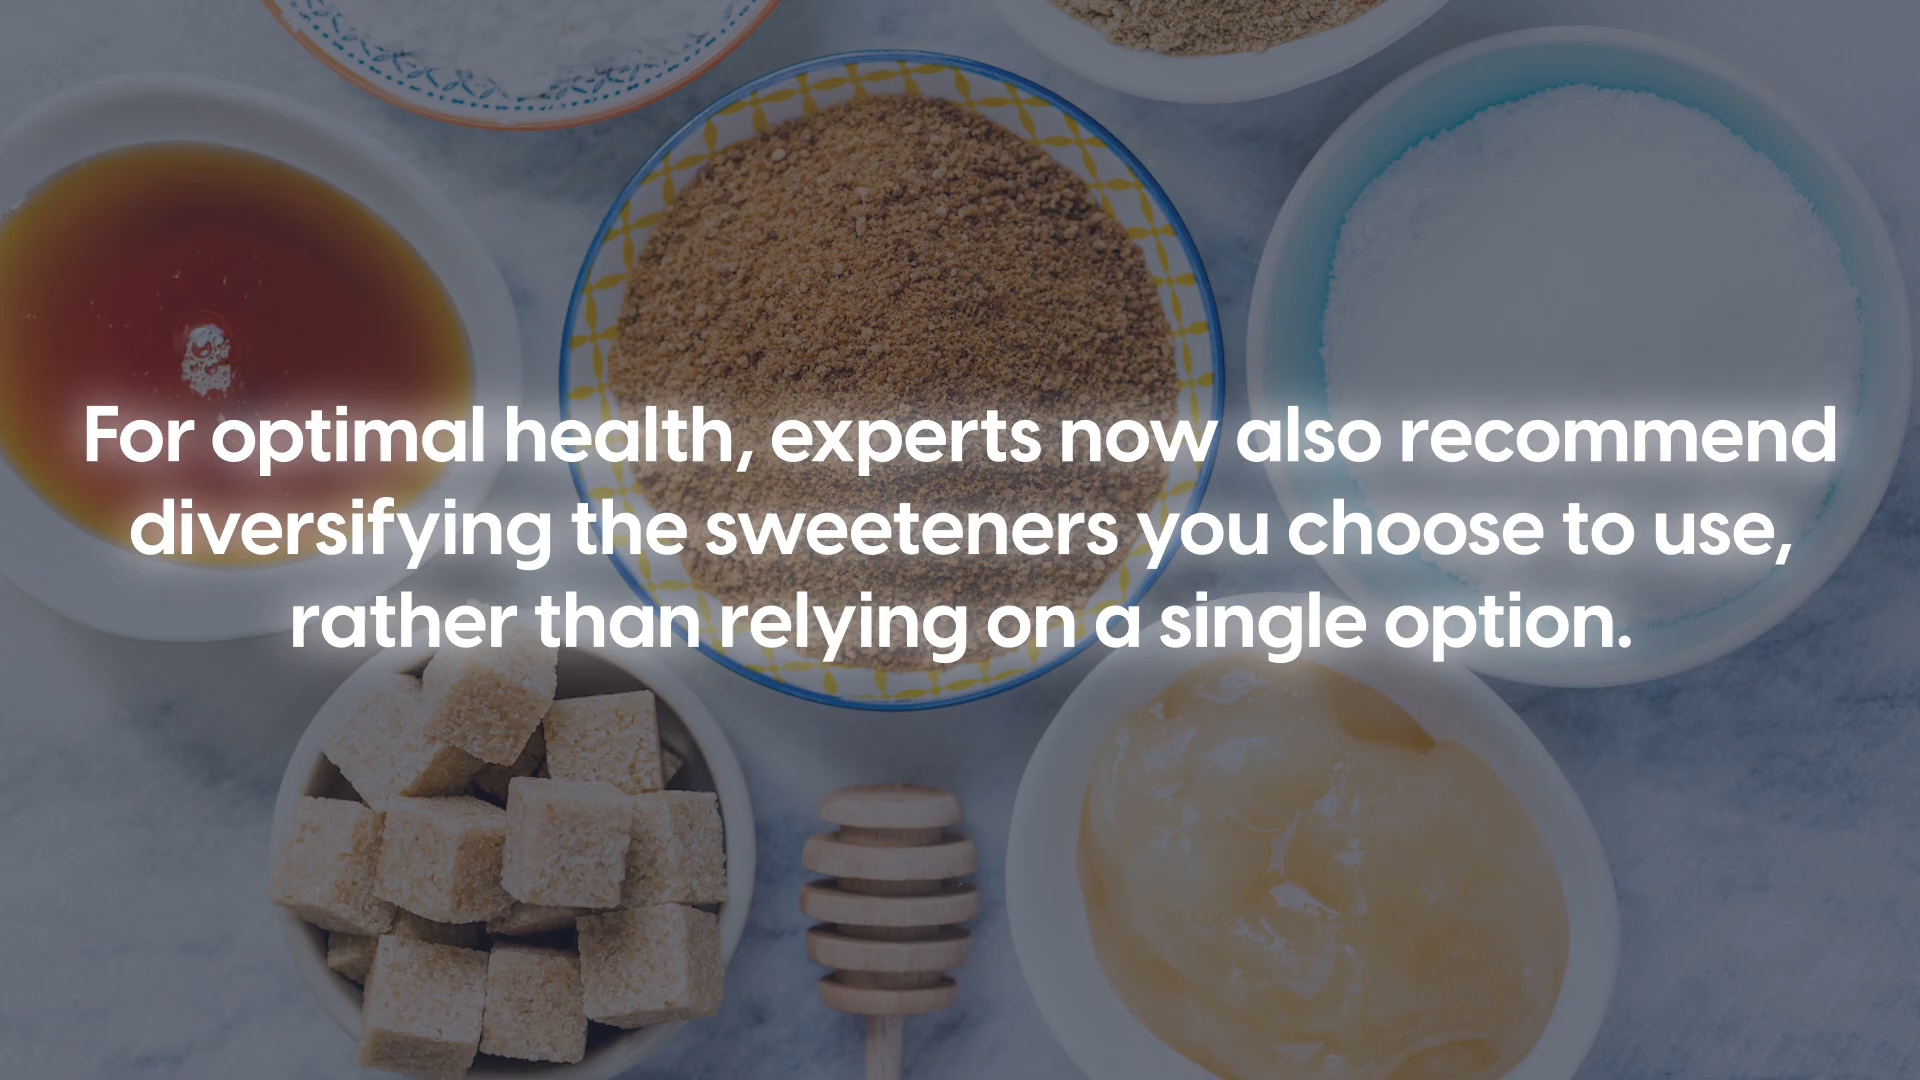 For optimal health, experts now also recommend
diversifying the sweeteners you choose to use,
rather than relying on a single option.